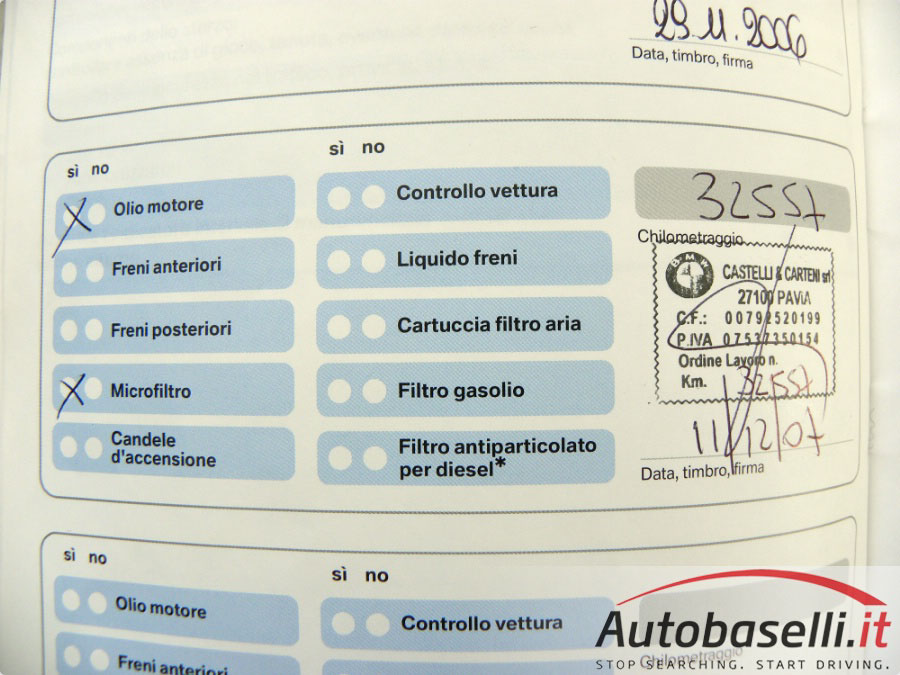 29.11.2006
Data, timbro, firma
sì no
sì no
Olio motore
Controllo vettura
32557
Freni anteriori
Liquido freni
Chilometraggio
Freni posteriori
Cartuccia filtro aria
Microfiltro
Filtro gasolio
Candele
d'accensione
Filtro antiparticolato
per diesel*
BMW
CASTELLI & CARTENI srl
27100 PAVIA
C.F.: 00792520199
P.IVA 07537350154
Ordine Lavoro n.
Km. 32557
11/12/07
Data, timbro, firma
sì no
sì no
Olio motore
Controllo vettura
Freni anteriori
Chilometraggio
Autobaselli.it
STOP SEARCHING. START DRIVING.